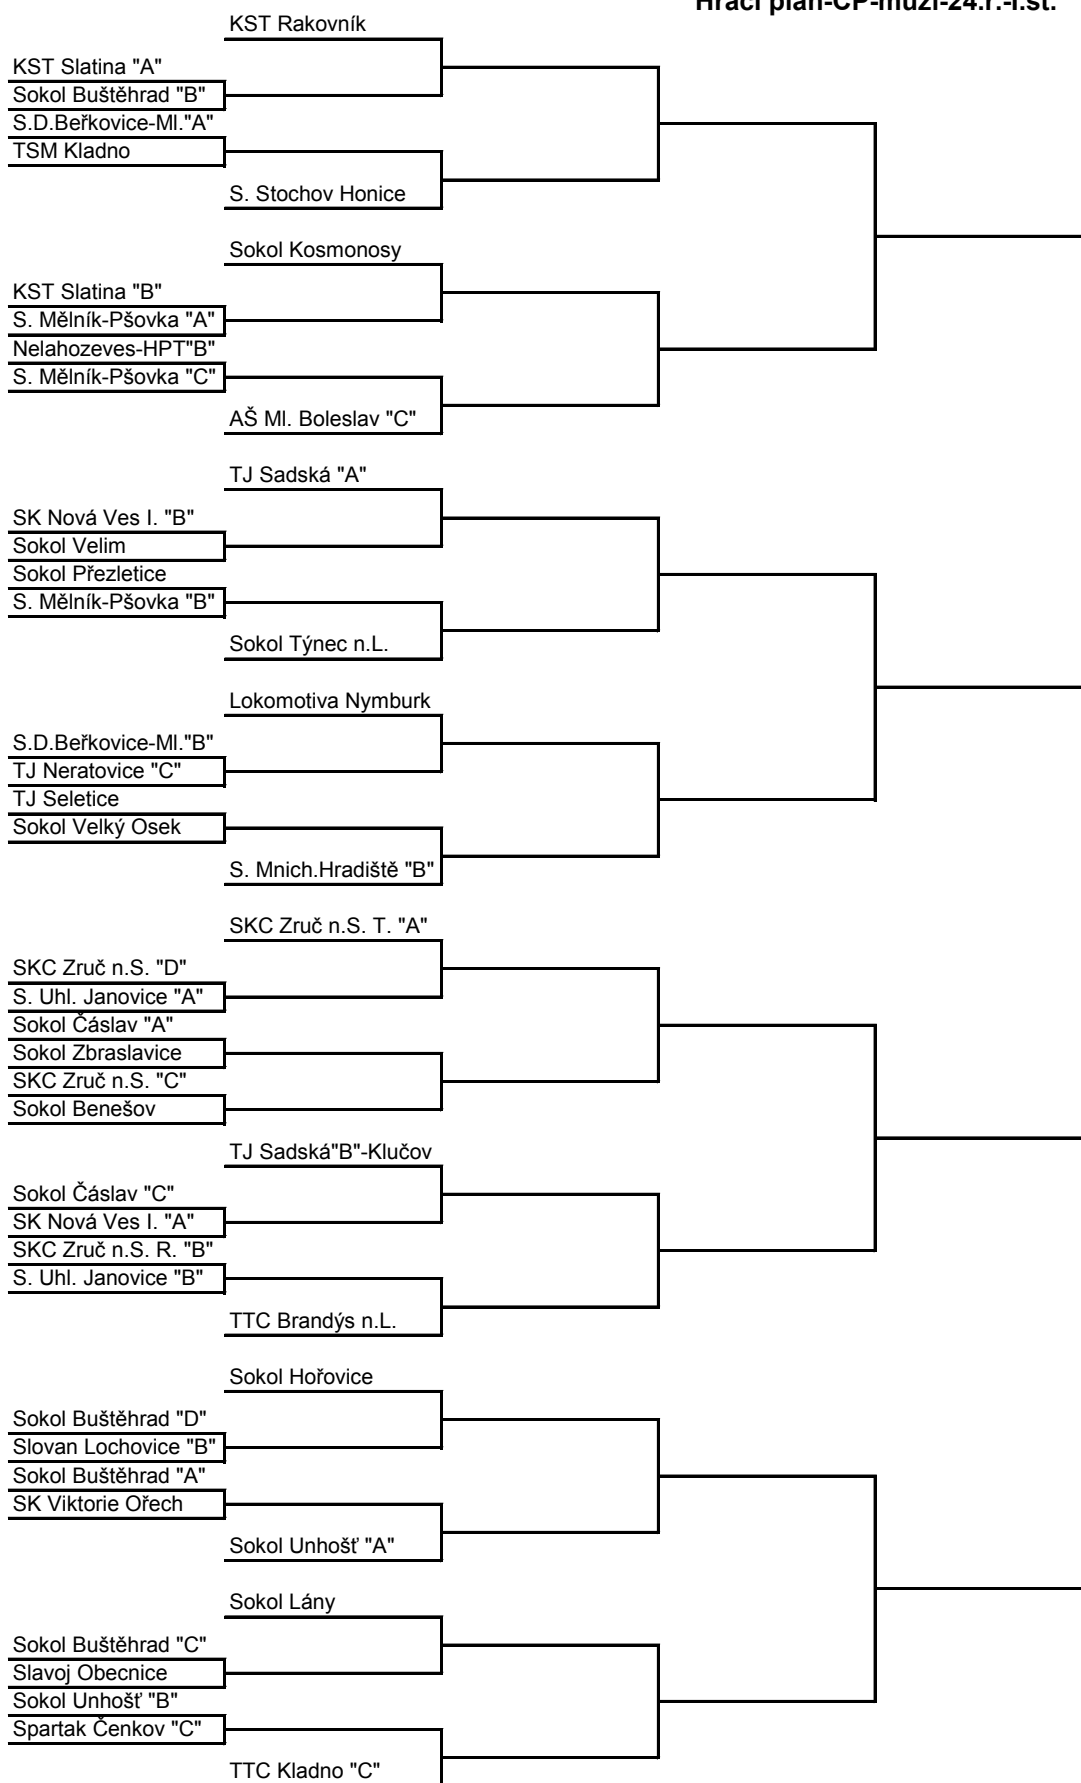 Hrací plán-ČP-muži-24.r.-I.st.
KST Rakovník
KST Slatina "A"
Sokol Buštěhrad "B"
S.D.Beřkovice-Ml."A"
TSM Kladno
S. Stochov Honice
Sokol Kosmonosy
KST Slatina "B"
S. Mělník-Pšovka "A"
Nelahozeves-HPT"B"
S. Mělník-Pšovka "C"
AŠ Ml. Boleslav "C"
TJ Sadská "A"
SK Nová Ves I. "B"
Sokol Velim
Sokol Přezletice
S. Mělník-Pšovka "B"
Sokol Týnec n.L.
Lokomotiva Nymburk
S.D.Beřkovice-Ml."B"
TJ Neratovice "C"
TJ Seletice
Sokol Velký Osek
S. Mnich.Hradiště "B"
SKC Zruč n.S. T. "A"
SKC Zruč n.S. "D"
S. Uhl. Janovice "A"
Sokol Čáslav "A"
Sokol Zbraslavice
SKC Zruč n.S. "C"
Sokol Benešov
TJ Sadská"B"-Klučov
Sokol Čáslav "C"
SK Nová Ves I. "A"
SKC Zruč n.S. R. "B"
S. Uhl. Janovice "B"
TTC Brandýs n.L.
Sokol Hořovice
Sokol Buštěhrad "D"
Slovan Lochovice "B"
Sokol Buštěhrad "A"
SK Viktorie Ořech
Sokol Unhošť "A"
Sokol Lány
Sokol Buštěhrad "C"
Slavoj Obecnice
Sokol Unhošť "B"
Spartak Čenkov "C"
TTC Kladno "C"